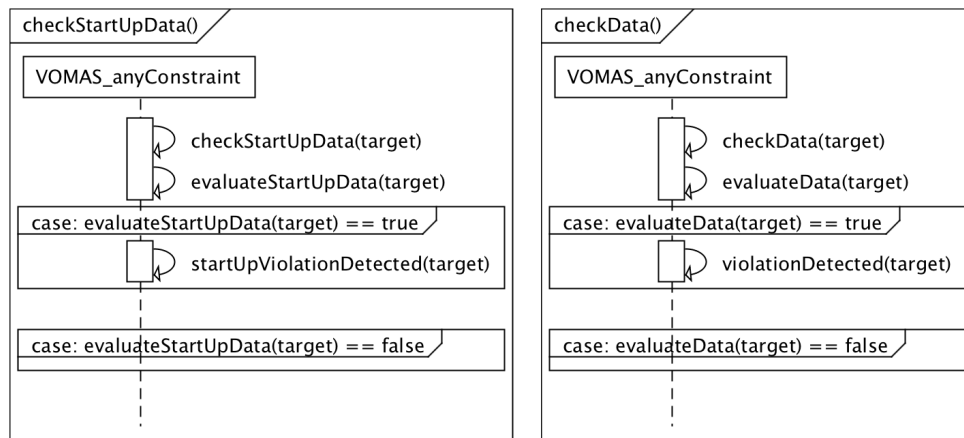 checkStartUpData()
VOMAS_anyConstraint
checkStartUpData(target)
evaluateStartUpData(target)
case: evaluateStartUpData(target) == true
startUpViolationDetected(target)
case: evaluateStartUpData(target) == false
checkData()
VOMAS_anyConstraint
checkData(target)
evaluateData(target)
case: evaluateData(target) == true
violationDetected(target)
case: evaluateData(target) == false